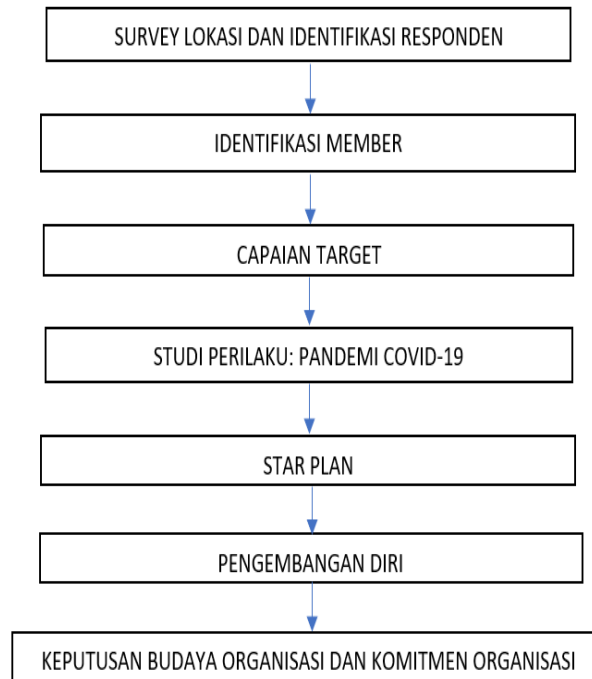 SURVEY LOKASI DAN IDENTIFIKASI RESPONDEN
IDENTIFIKASI MEMBER
CAPAIAN TARGET
STUDI PERILAKU: PANDEMI COVID-19
STAR PLAN
PENGEMBANGAN DIRI
KEPUTUSAN BUDAYA ORGANISASI DAN KOMITMEN ORGANISASI